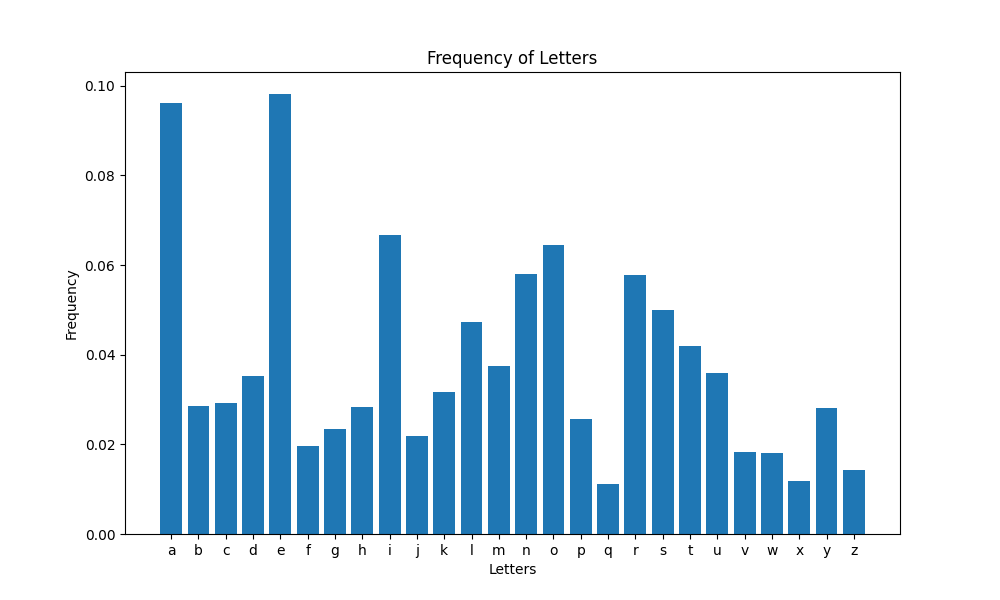 Frequency of Letters
0.10
0.08
0.06
0.04
0.02
0.00
Frequency
a b c d e f g h i j k l m n o p q r s t u v w x y z
Letters